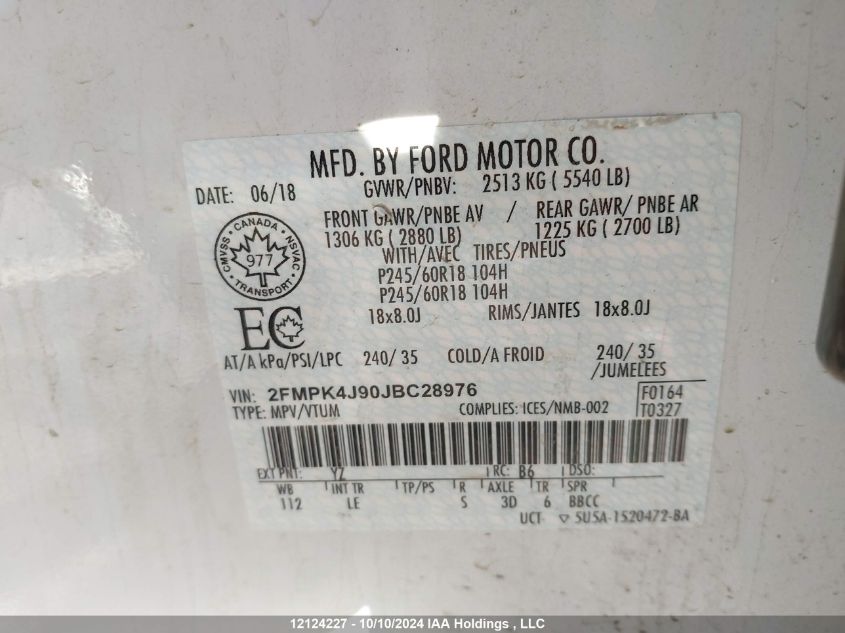 MFD. BY FORD MOTOR CO.
DATE: 06/18 GVWR/PNBV: 2513 KG ( 5540 LB)
FRONT GAWR/PNBE AV / REAR GAWR/ PNBE AR
1306 KG ( 2880 LB) 1225 KG ( 2700 LB)
WITH/AVEC TIRES/PNEUS
P245/60R18 104H
P245/60R18 104H
18x8.0J RIMS/JANTES 18x8.0J
CANADA
CMVSS NSVAC
977
TRANSPORT
EC
AT/A kPa/PSI/LPC 240/ 35 COLD/A FROID 240/ 35
/JUMELEES
VIN: 2FMPK4J90JBC28976 F0164
TYPE: MPV/VTUM COMPLIES: ICES/NMB-002 T0327
EXT PNT: YZ RC: B6 DSO:
WB INT TR TP/PS R AXLE TR SPR
112 LE S 3D 6 BBCC
UCT 5U5A-1520472-BA
12124227 - 10/10/2024 IAA Holdings , LLC